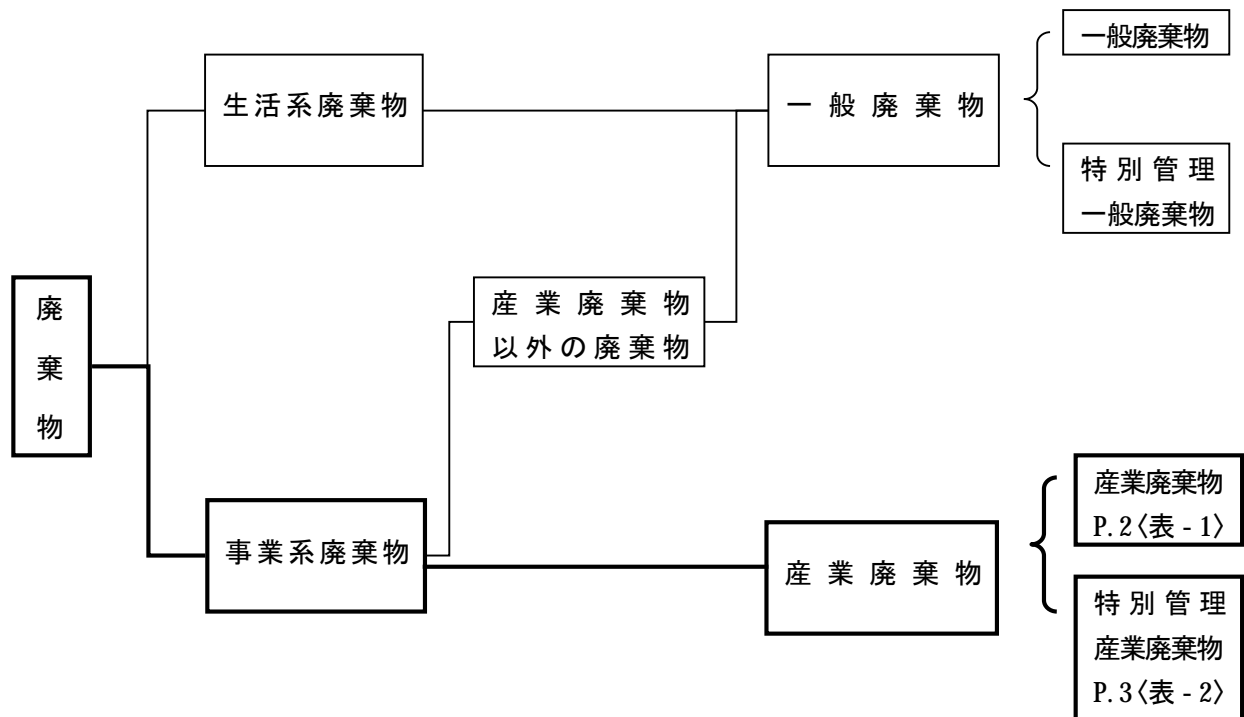 一般廃棄物
生活系廃棄物
一般廃棄物
特別管理
一般廃棄物
廃
棄
物
産業廃棄物
以外の廃棄物
事業系廃棄物
産業廃棄物
産業廃棄物
P.2〈表-1〉
特別管理
産業廃棄物
P.3〈表-2〉